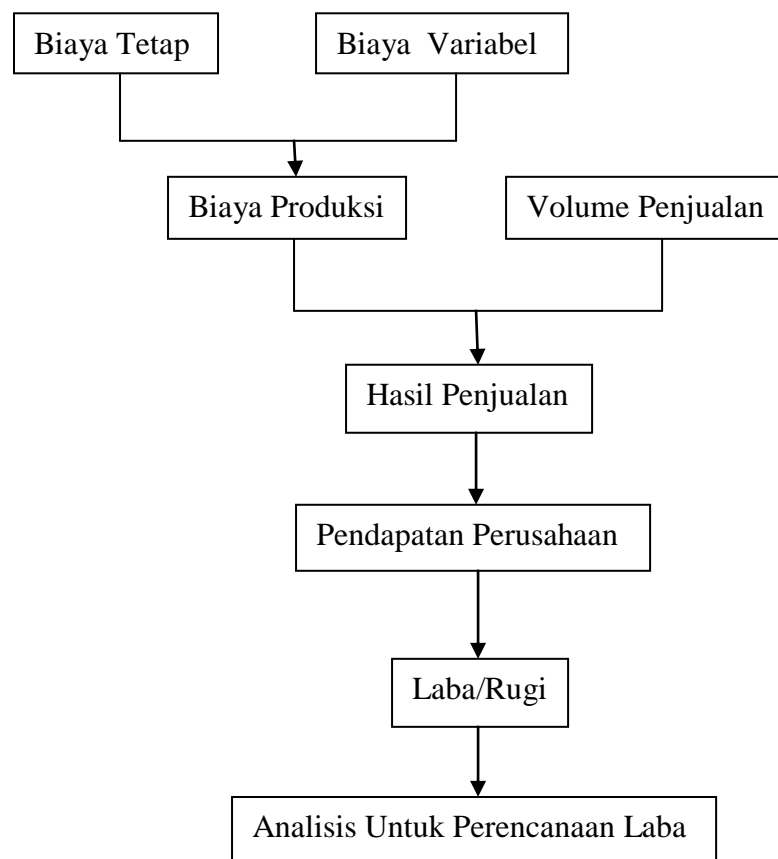 Biaya Tetap
Biaya Variabel
Biaya Produksi
Volume Penjualan
Hasil Penjualan
Pendapatan Perusahaan
Laba/Rugi
Analisis Untuk Perencanaan Laba